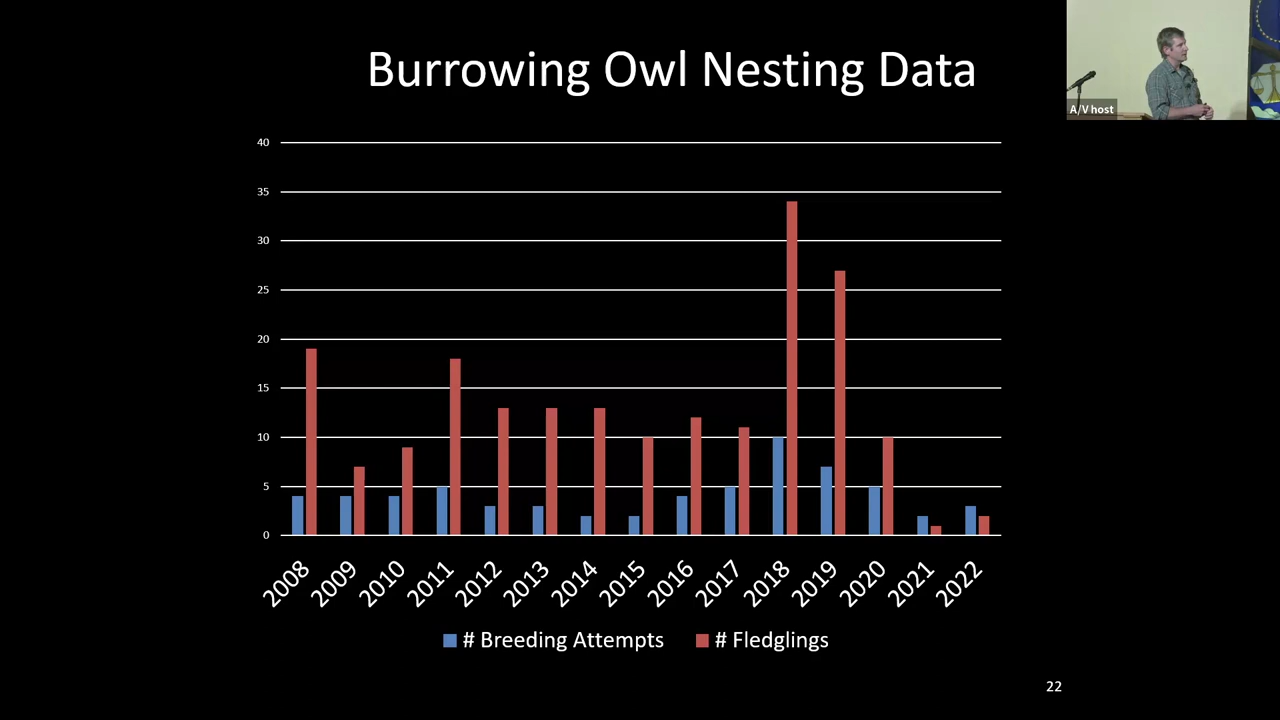 Burrowing Owl Nesting Data
A/V host
40
35
30
25
20
15
10
5
0
2008 2009 2010 2011 2012 2013 2014 2015 2016 2017 2018 2019 2020 2021 2022
# Breeding Attempts # Fledglings
22